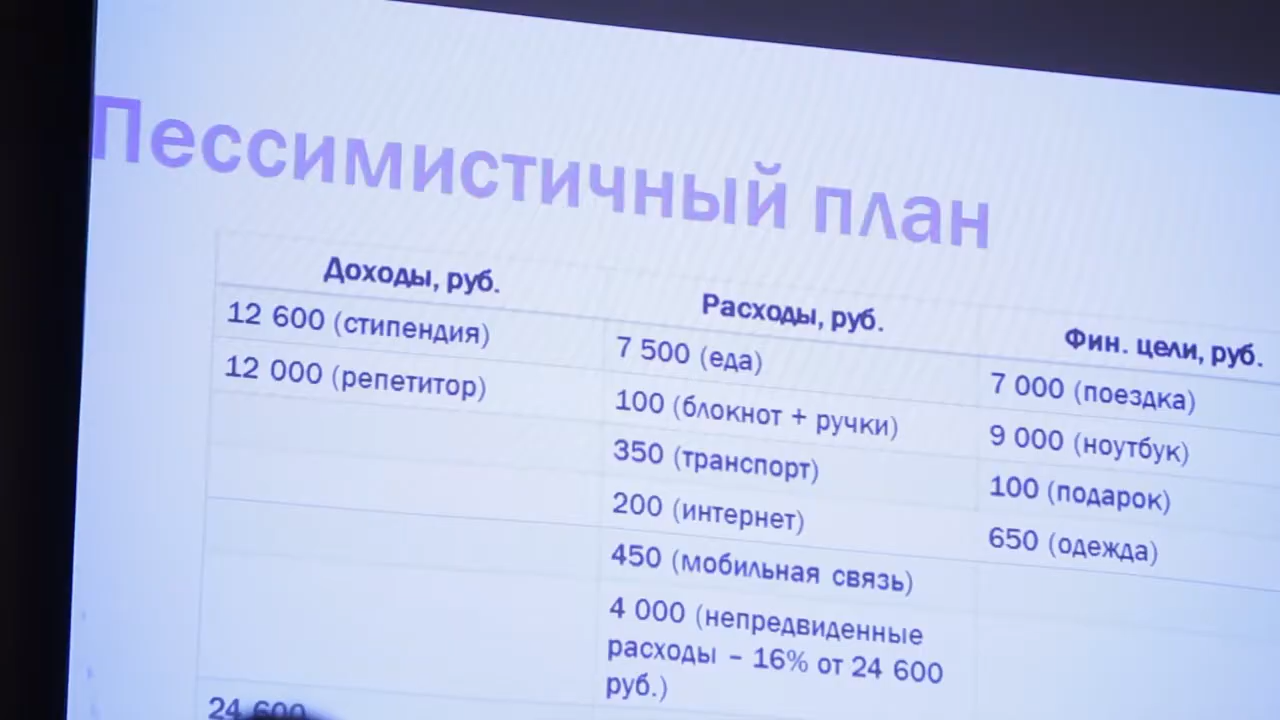 Пессимистичный план
Доходы, руб.
Расходы, руб.
Фин. цели, руб.
12 600 (стипендия)
7 500 (еда)
7 000 (поездка)
12 000 (репетитор)
100 (блокнот + ручки)
9 000 (ноутбук)
350 (транспорт)
100 (подарок)
200 (интернет)
650 (одежда)
450 (мобильная связь)
4 000 (непредвиденные
расходы – 16% от 24 600
руб.)
24 600